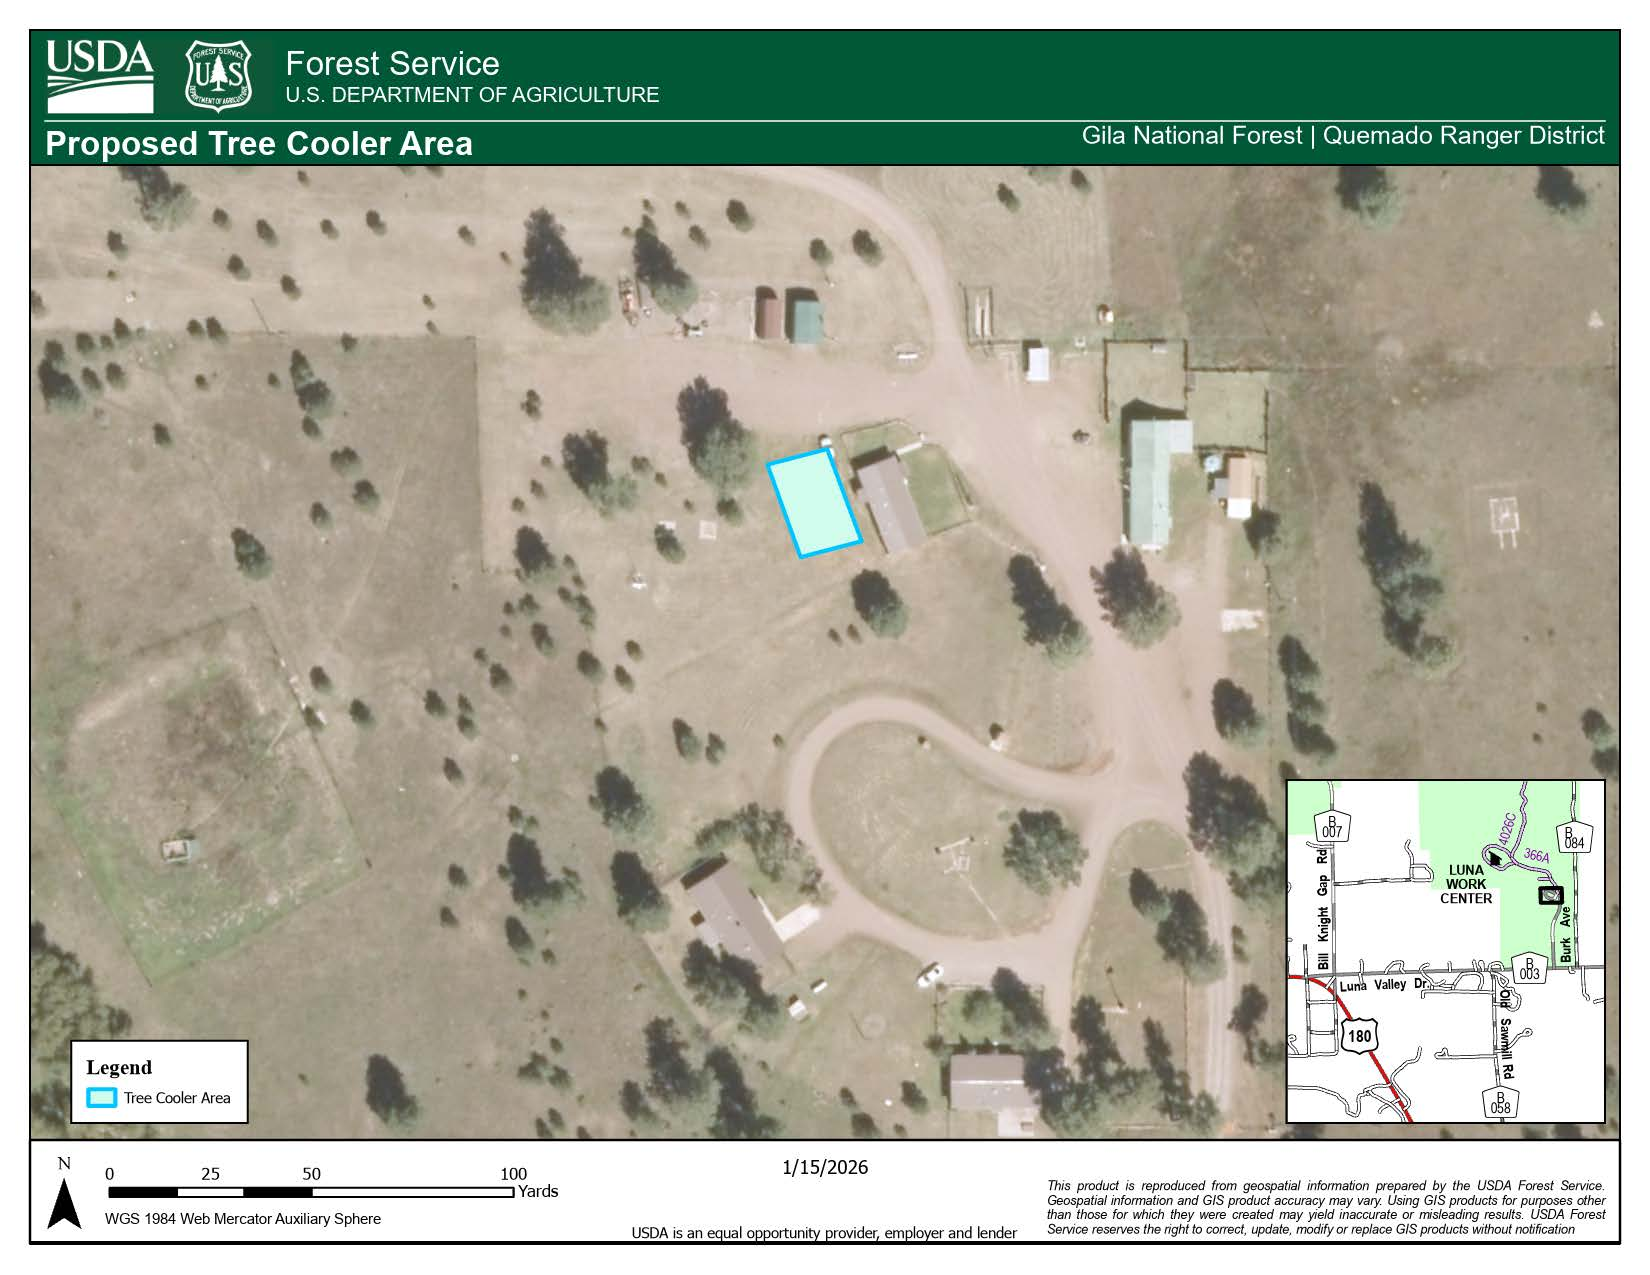 USDA
FOREST SERVICE
U S
DEPARTMENT OF AGRICULTURE
Forest Service
U.S. DEPARTMENT OF AGRICULTURE
Proposed Tree Cooler Area
Gila National Forest | Quemado Ranger District
B
007
4026C
366A
B
084
LUNA
WORK
CENTER
Bill Knight Gap Rd
Burk Ave
B
003
Luna Valley Dr.
Old Sawmill Rd
180
B
058
Legend
Tree Cooler Area
N
0 25 50 100
Yards
WGS 1984 Web Mercator Auxiliary Sphere
1/15/2026
USDA is an equal opportunity provider, employer and lender
This product is reproduced from geospatial information prepared by the USDA Forest Service.
Geospatial information and GIS product accuracy may vary. Using GIS products for purposes other
than those for which they were created may yield inaccurate or misleading results. USDA Forest
Service reserves the right to correct, update, modify or replace GIS products without notification